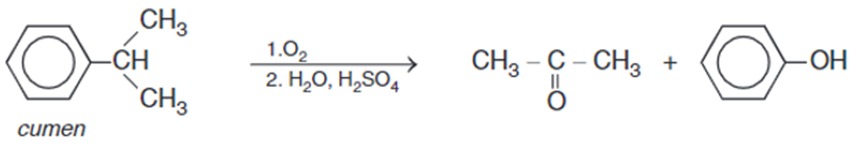 CH₃
CH
CH₃
cumen
1.O₂
2. H₂O, H₂SO₄
CH₃ – C – CH₃ +
O
OH